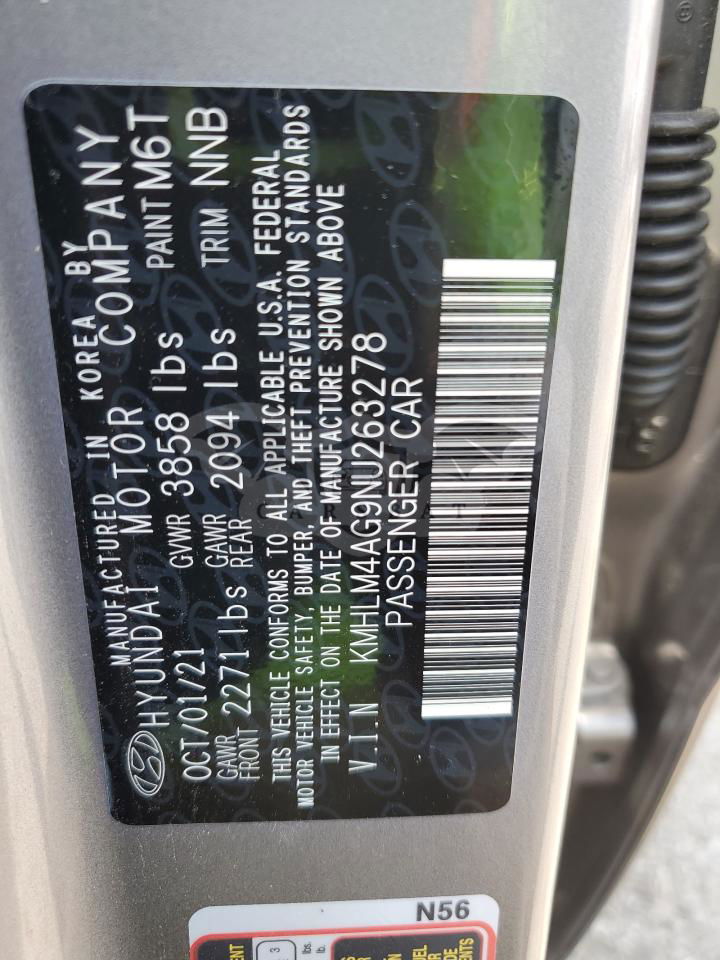 MANUFACTURED IN KOREA BY
HYUNDAI MOTOR COMPANY
OCT/01/21 GVWR 3858 lbs PAINT M6T
GAWR FRONT 2271 lbs GAWR REAR 2094 lbs TRIM NNB
THIS VEHICLE CONFORMS TO ALL APPLICABLE U.S.A. FEDERAL
MOTOR VEHICLE SAFETY, BUMPER, AND THEFT PREVENTION STANDARDS
IN EFFECT ON THE DATE OF MANUFACTURE SHOWN ABOVE
V.I.N KMHLM4AG9NU263278
PASSENGER CAR
N56